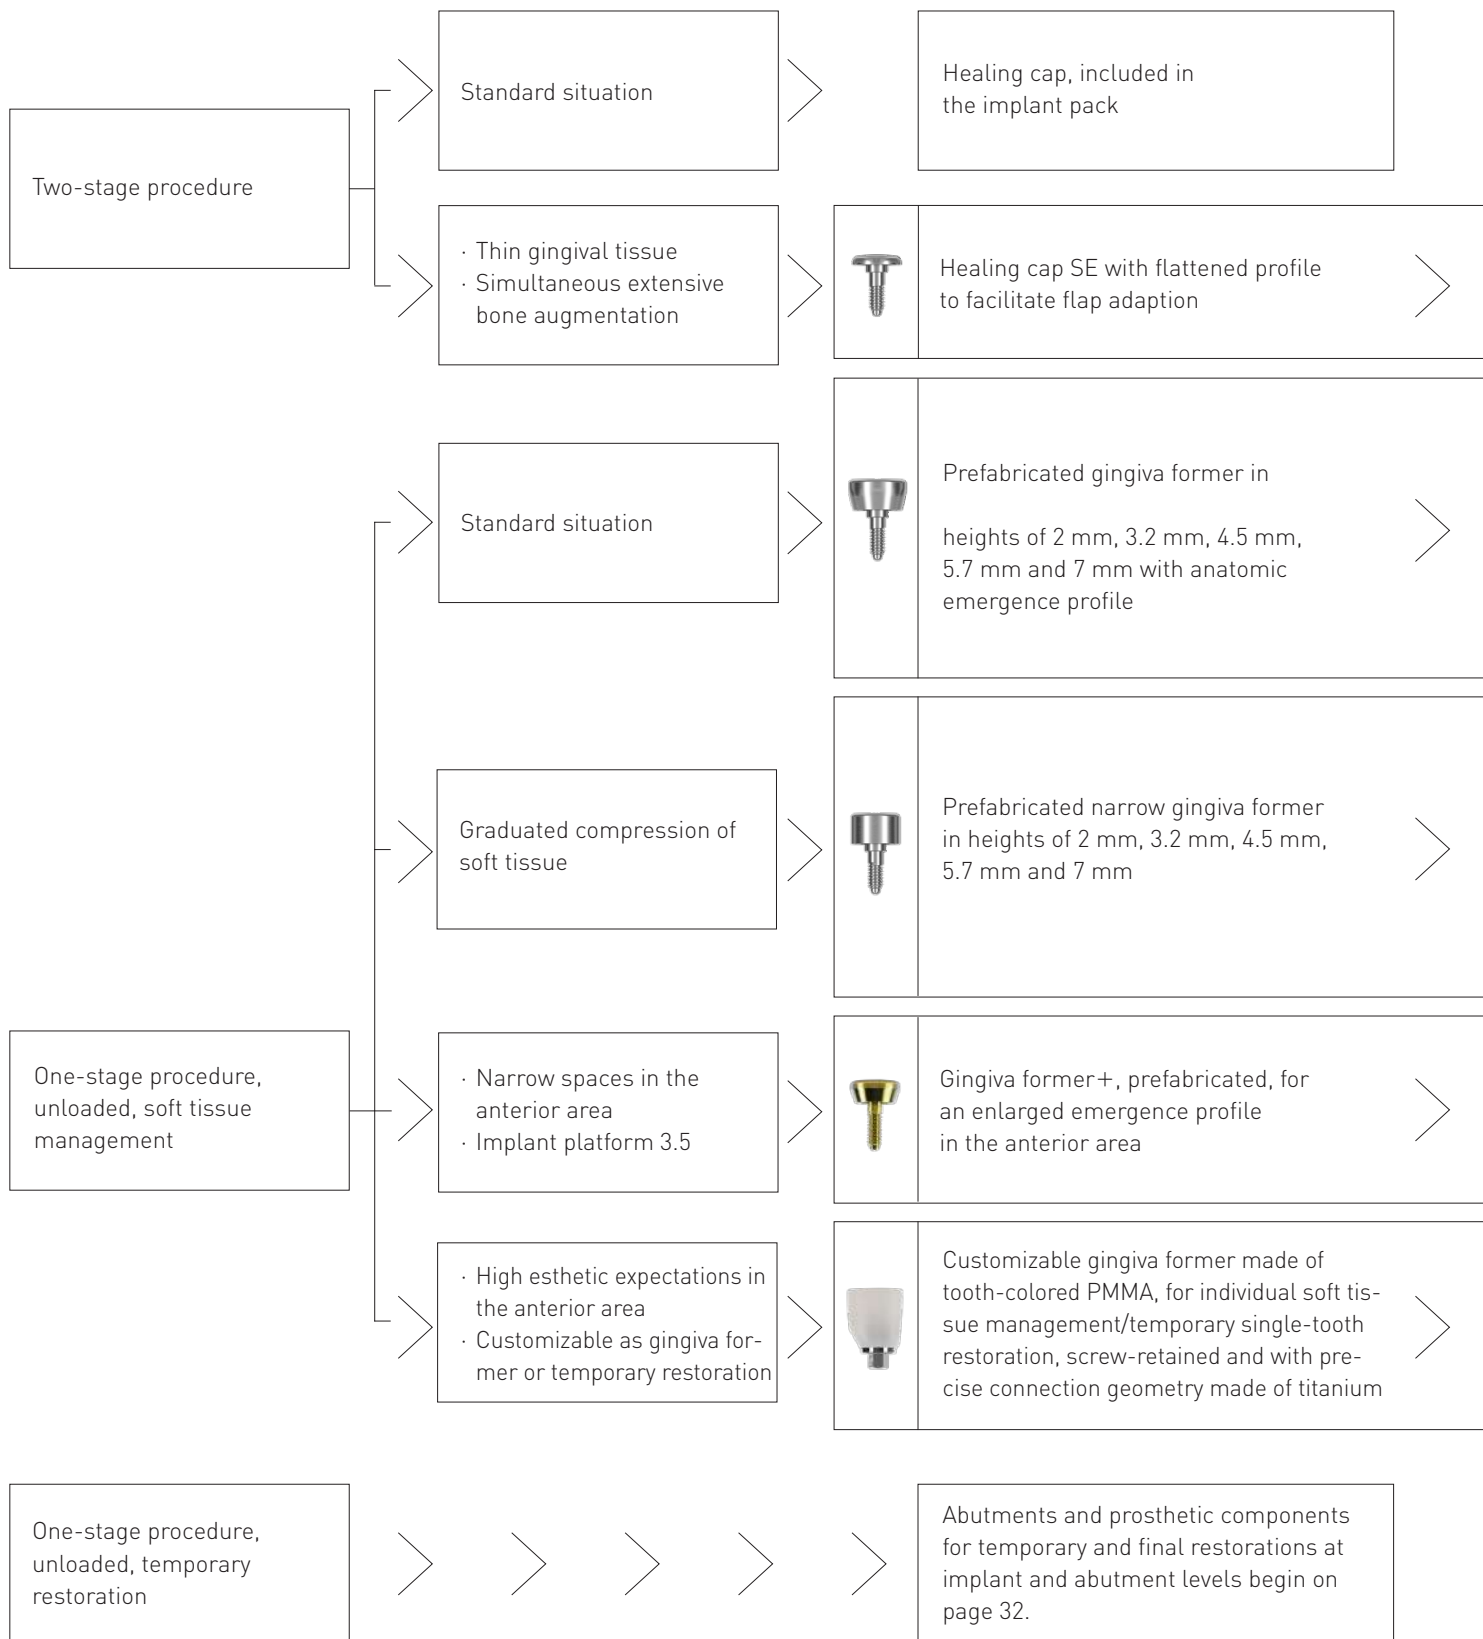 Two-stage procedure
Standard situation
Healing cap, included in
the implant pack
· Thin gingival tissue
· Simultaneous extensive
bone augmentation
Healing cap SE with flattened profile
to facilitate flap adaption
One-stage procedure,
unloaded, soft tissue
management
Standard situation
Prefabricated gingiva former in
heights of 2 mm, 3.2 mm, 4.5 mm,
5.7 mm and 7 mm with anatomic
emergence profile
Graduated compression of
soft tissue
Prefabricated narrow gingiva former
in heights of 2 mm, 3.2 mm, 4.5 mm,
5.7 mm and 7 mm
· Narrow spaces in the
anterior area
· Implant platform 3.5
Gingiva former+, prefabricated, for
an enlarged emergence profile
in the anterior area
· High esthetic expectations in
the anterior area
· Customizable as gingiva for-
mer or temporary restoration
Customizable gingiva former made of
tooth-colored PMMA, for individual soft tis-
sue management/temporary single-tooth
restoration, screw-retained and with pre-
cise connection geometry made of titanium
One-stage procedure,
unloaded, temporary
restoration
Abutments and prosthetic components
for temporary and final restorations at
implant and abutment levels begin on
page 32.